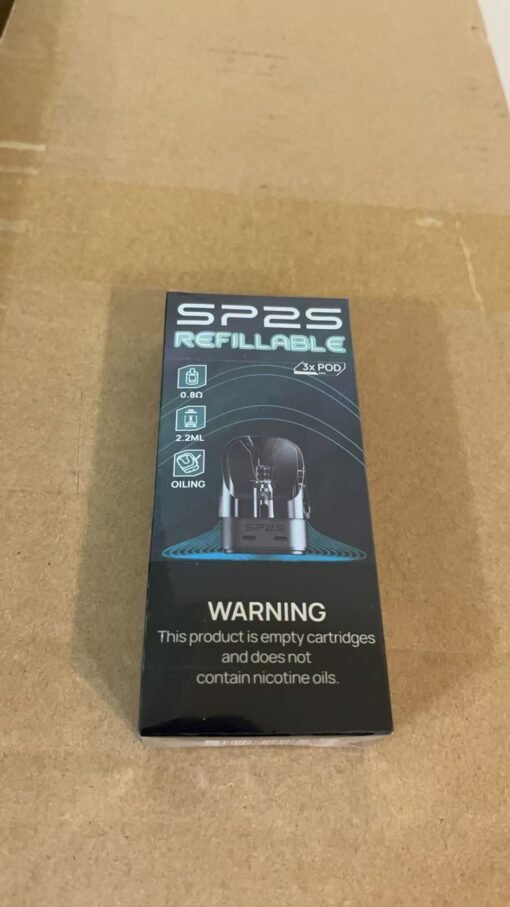 SP2S
REFILLABLE
3x POD
0.8Ω
2.2ML
OILING
SP2S
WARNING
This product is empty cartridges
and does not
contain nicotine oils.